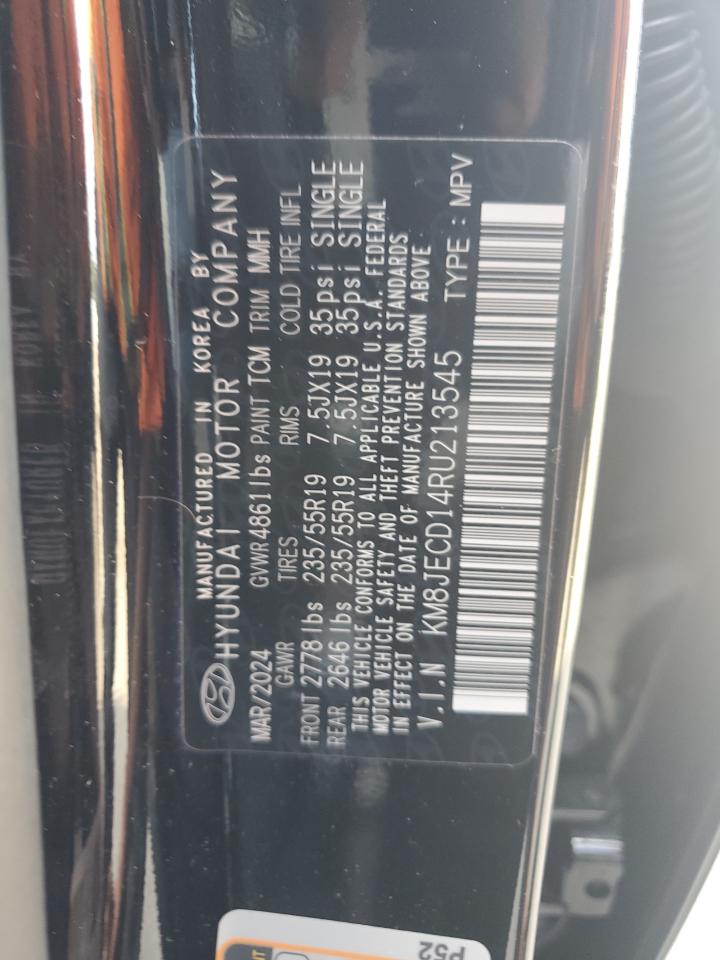 MANUFACTURED IN KOREA BY
HYUNDAI MOTOR COMPANY
MAR/2024 GVWR 4861 lbs PAINT TCM TRIM MMH
GAWR TIRES RIMS COLD TIRE INFL
FRONT 2778 lbs 235/55R19 7.5JX19 35psi SINGLE
REAR 2646 lbs 235/55R19 7.5JX19 35psi SINGLE
THIS VEHICLE CONFORMS TO ALL APPLICABLE U.S.A. FEDERAL
MOTOR VEHICLE SAFETY AND THEFT PREVENTION STANDARDS
IN EFFECT ON THE DATE OF MANUFACTURE SHOWN ABOVE
V.I.N KM8JECD14RU213545 TYPE : MPV
P52